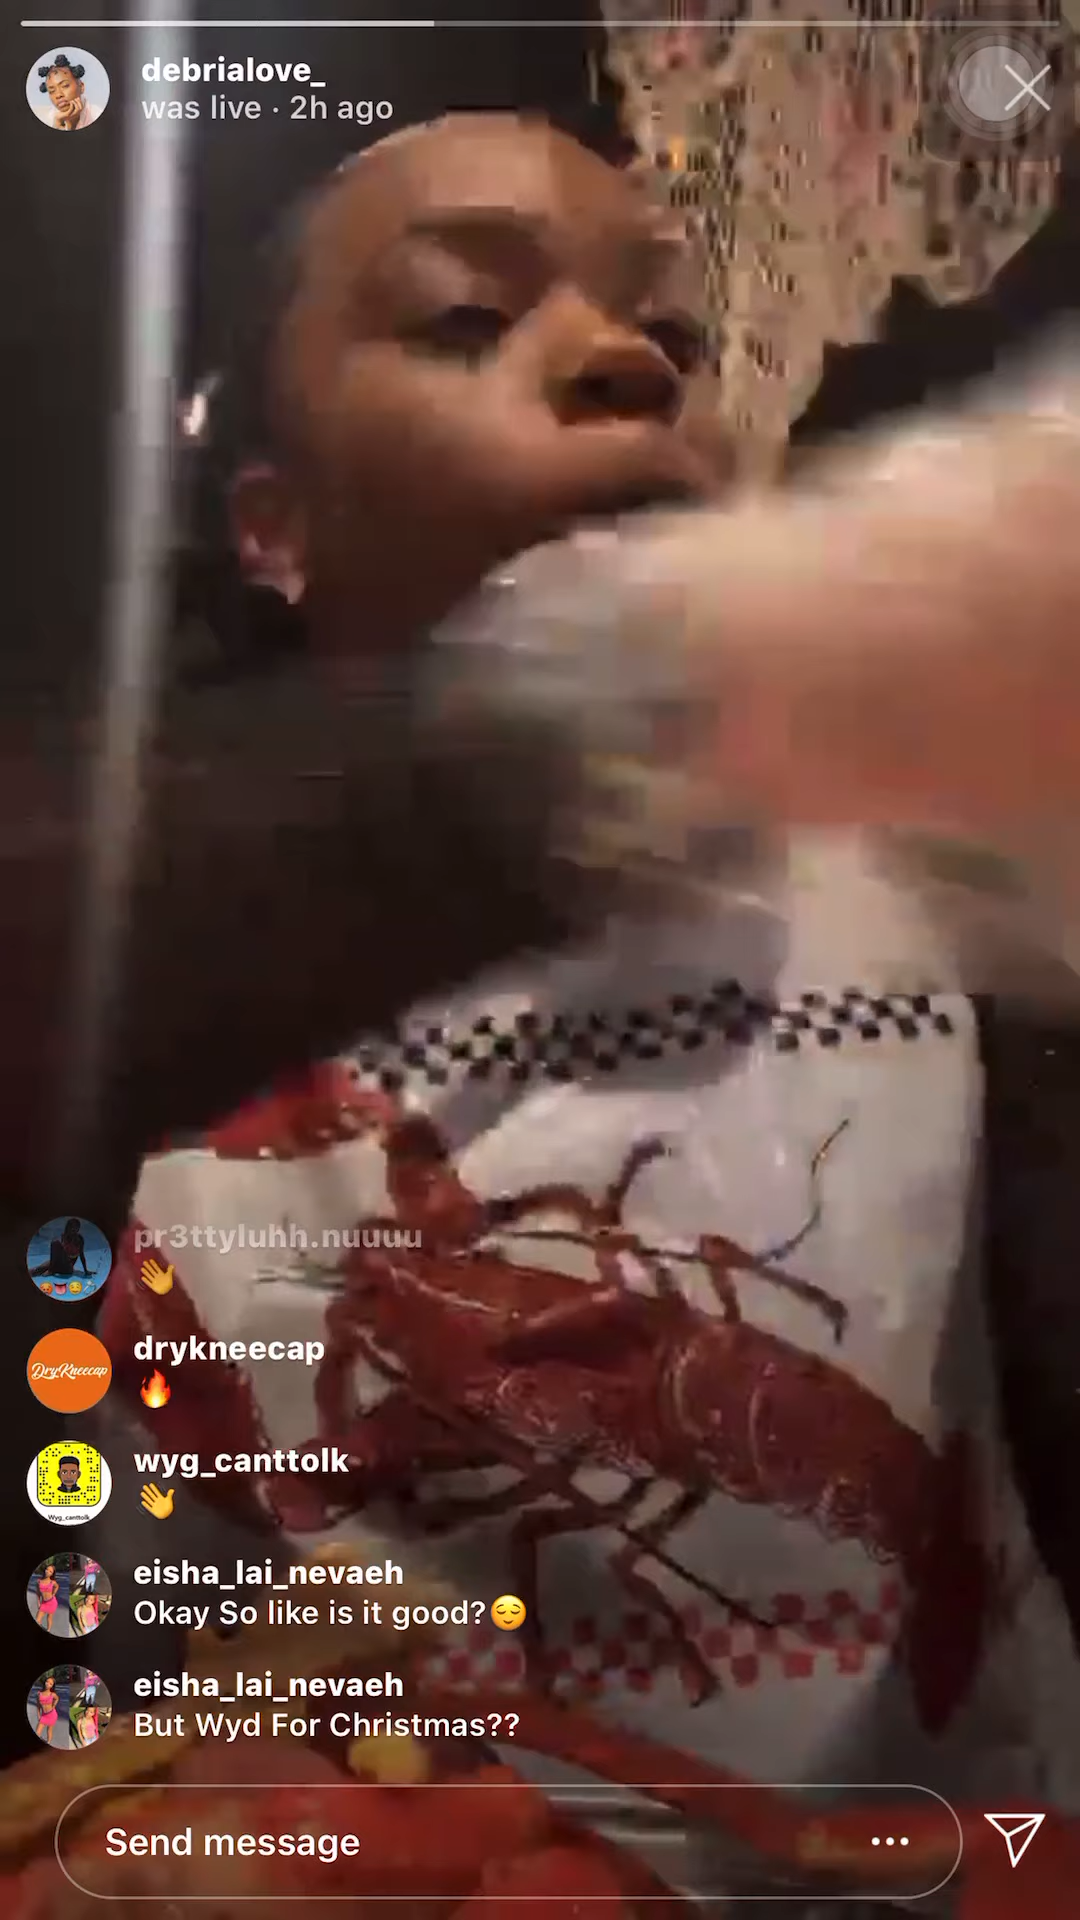 debrialove_
was live · 2h ago
pr3ttyluhh.nuuuu
👋
DryKneecap
drykneecap
🔥
wyg_canttolk
👋
Wyg_canttolk
eisha_lai_nevaeh
Okay So like is it good?😌
eisha_lai_nevaeh
But Wyd For Christmas??
Send message